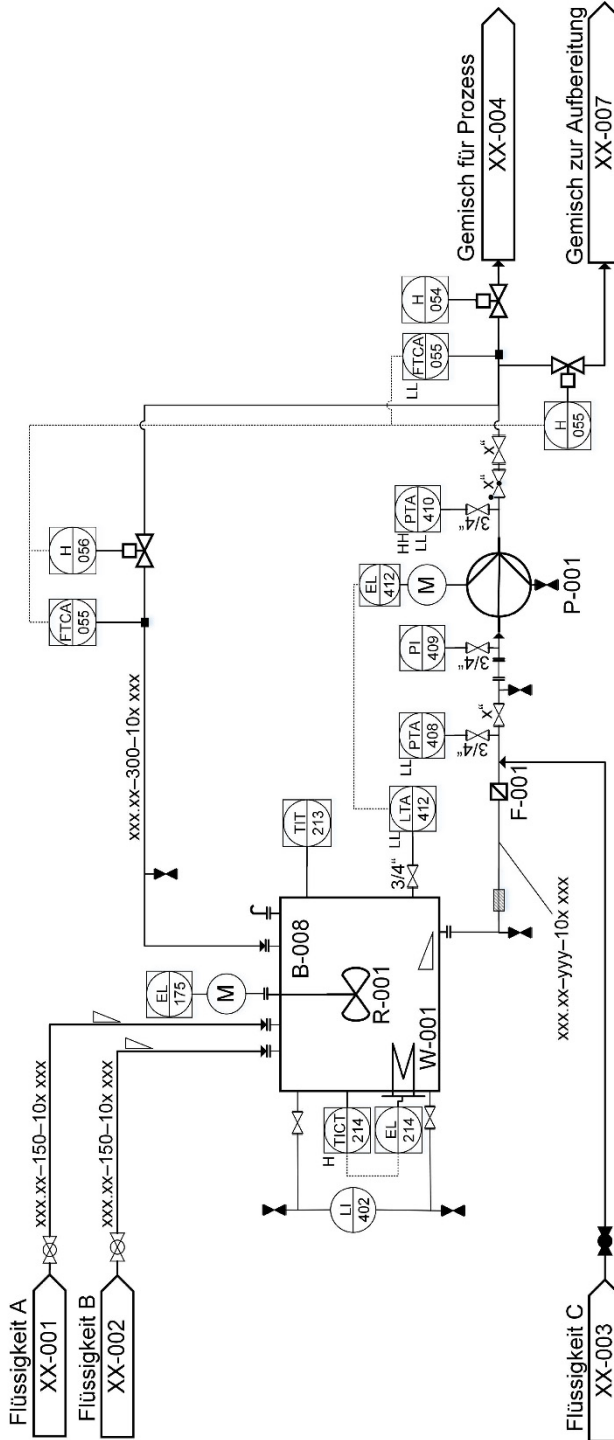 Flüssigkeit A
XX-001
xxx.xx–150–10x xxx
Flüssigkeit B
XX-002
xxx.xx–150–10x xxx
EL
175
M
R-001
B-008
W-001
H
TICT
214
EL
214
LI
402
TIT
213
LL
LTA
412
3/4“
xxx.xx–300–10x xxx
FTCA
055
H
056
Flüssigkeit C
XX-003
xxx.xx–yyy–10x xxx
F-001
LL
PTA
408
3/4“
x“
PI
409
3/4“
EL
412
M
P-001
HH
LL
PTA
410
3/4“
x“
x“
LL
FTCA
055
H
054
H
055
Gemisch für Prozess
XX-004
Gemisch zur Aufbereitung
XX-007